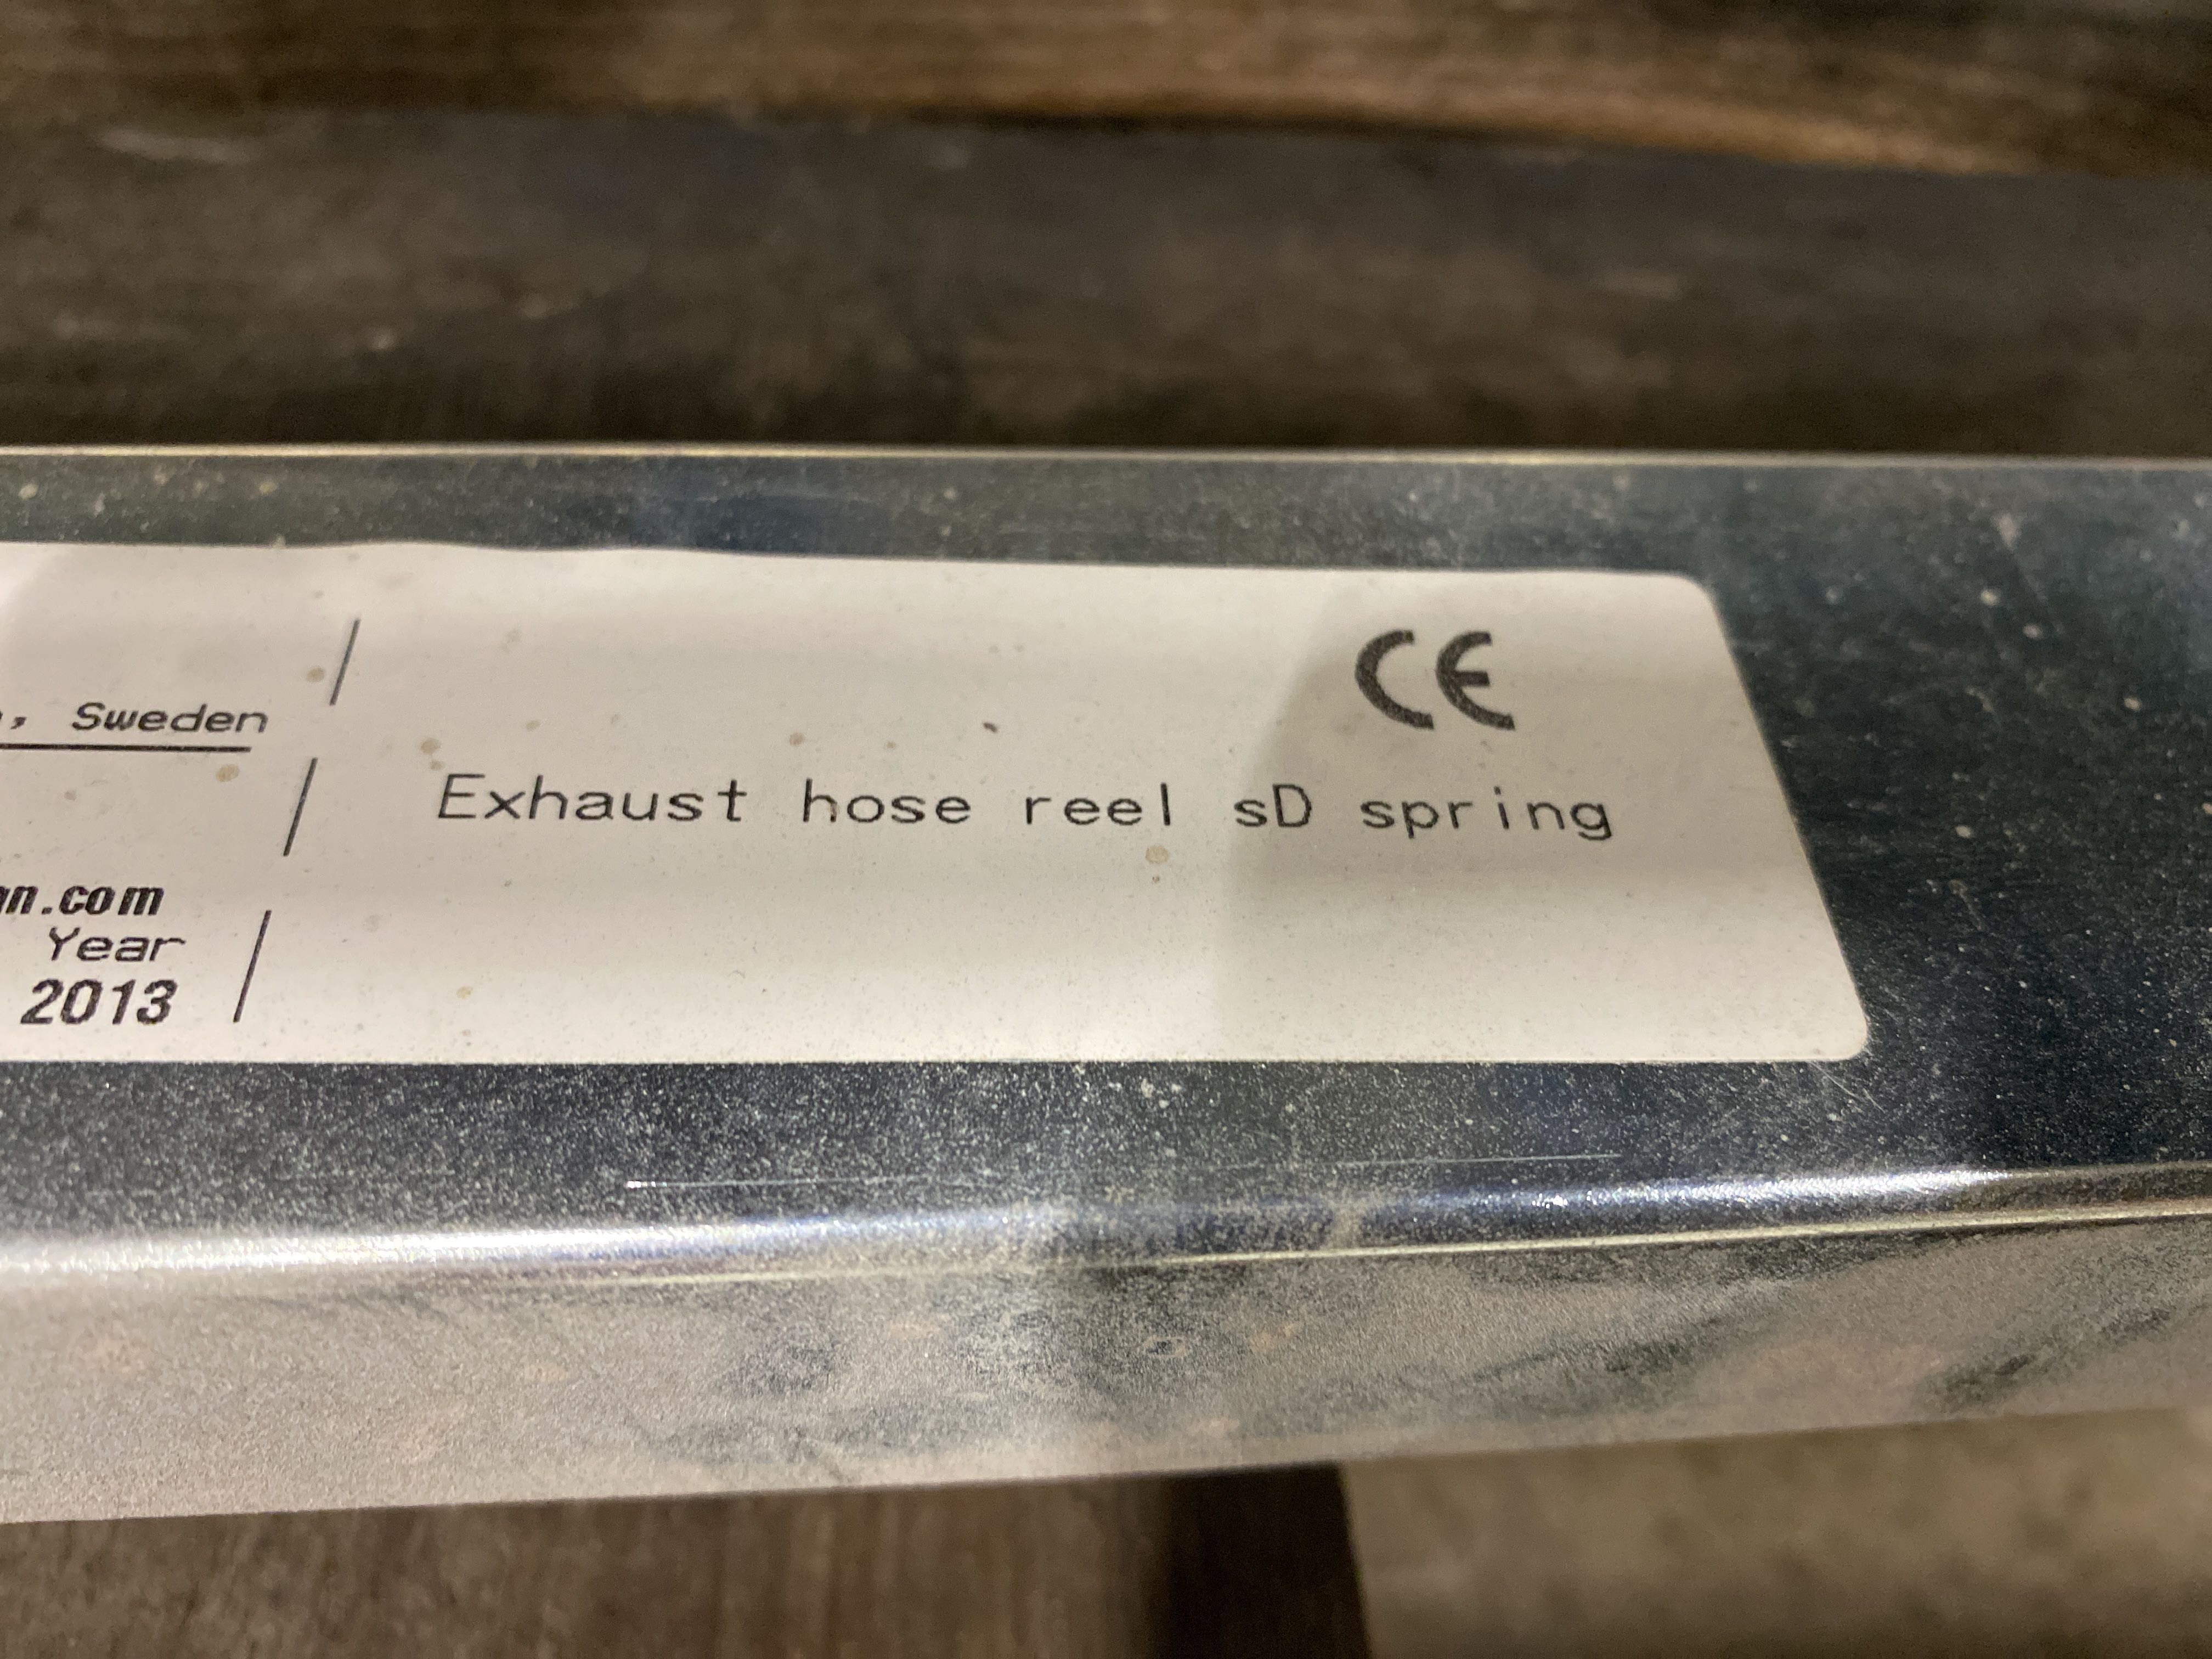 CE
, Sweden
Exhaust hose reel sD spring
n.com
Year
2013